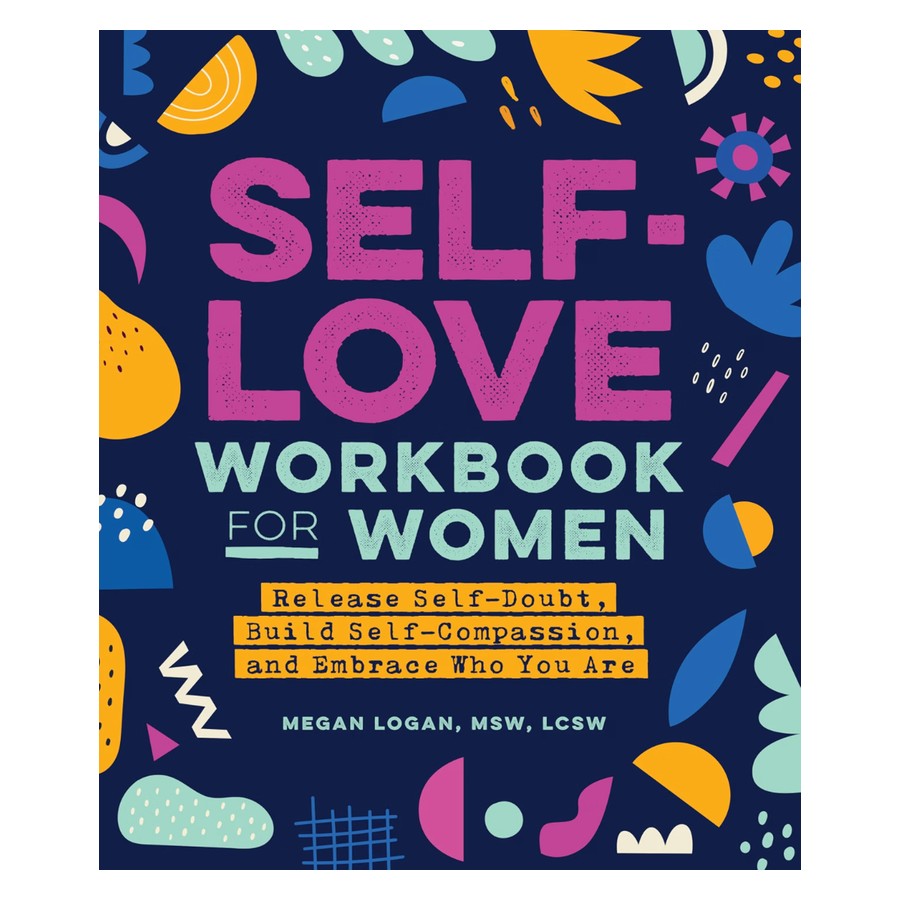 SELF-
LOVE
WORKBOOK
FOR WOMEN
Release Self-Doubt,
Build Self-Compassion,
and Embrace Who You Are
MEGAN LOGAN, MSW, LCSW